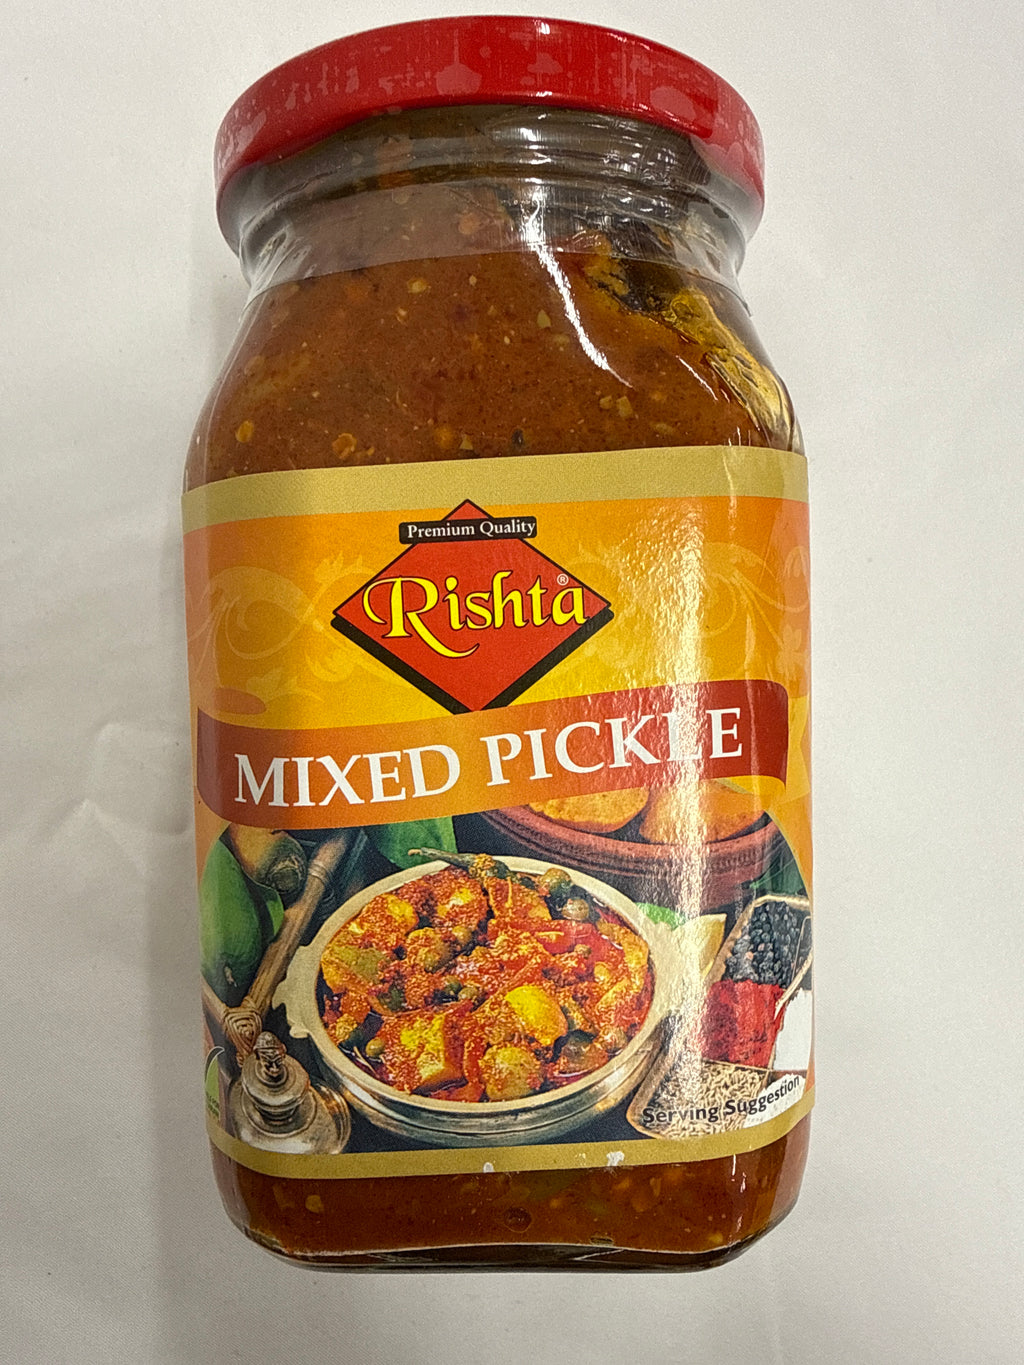 Premium Quality
Rishta®
MIXED PICKLE
Serving Suggestion